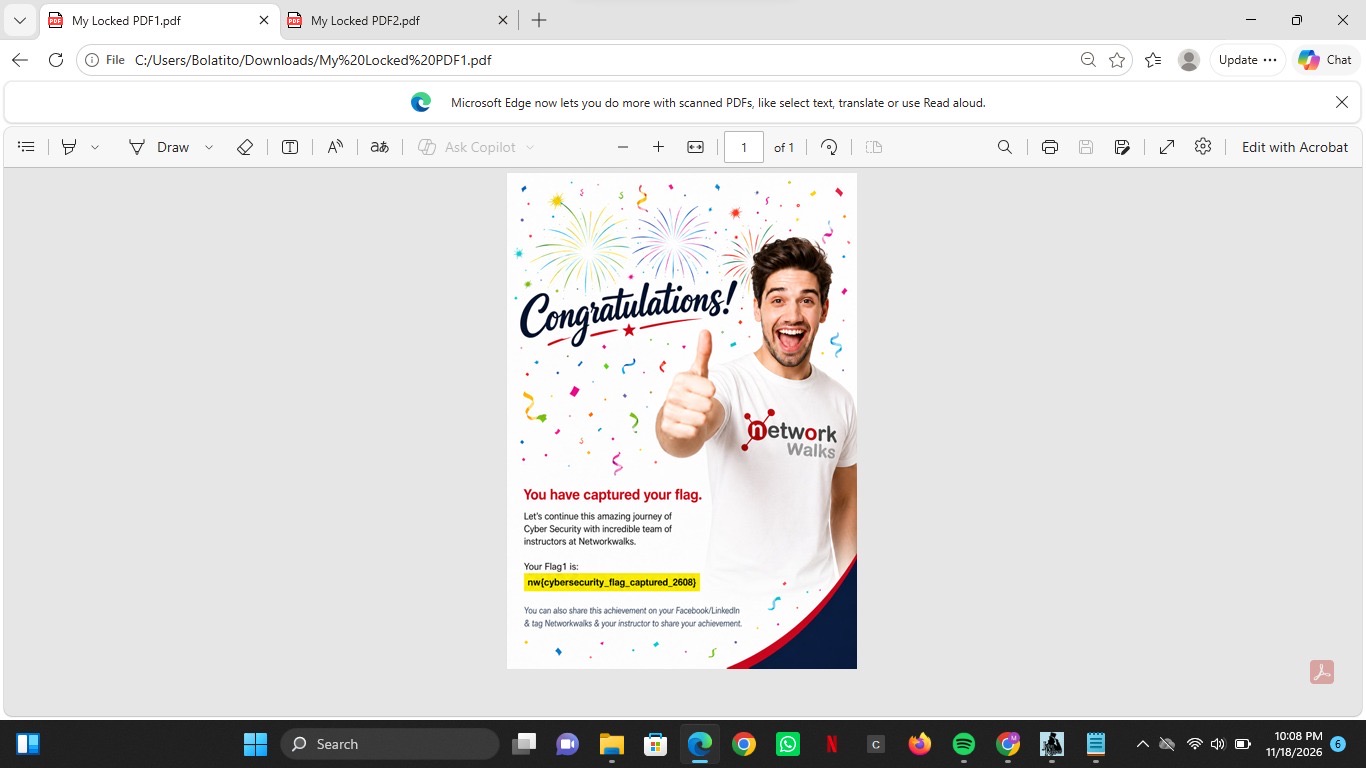 My Locked PDF1.pdf
My Locked PDF2.pdf
File C:/Users/Bolatito/Downloads/My%20Locked%20PDF1.pdf
Update
Chat
Microsoft Edge now lets you do more with scanned PDFs, like select text, translate or use Read aloud.
Draw
Ask Copilot
1 of 1
Edit with Acrobat
Congratulations!
network
Walks
You have captured your flag.
Let's continue this amazing journey of
Cyber Security with incredible team of
instructors at Networkwalks.
Your Flag1 is:
nw{cybersecurity_flag_captured_2608}
You can also share this achievement on your Facebook/LinkedIn
& tag Networkwalks & your instructor to share your achievement.
Search
10:08 PM
11/18/2026
6